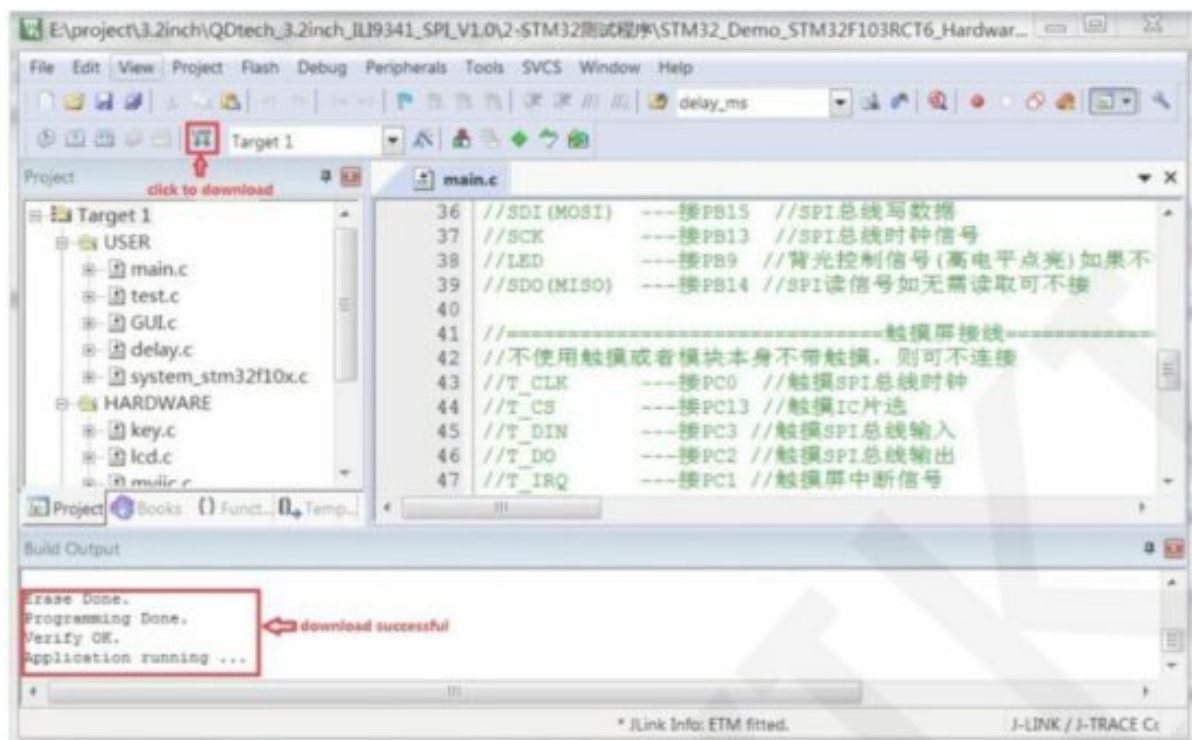 E:\project\3.2inch\QDtech_3.2inch_ILI9341_SPI_V1.0\2-STM32测试程序\STM32_Demo_STM32F103RCT6_Hardwar...
File Edit View Project Flash Debug Peripherals Tools SVCS Window Help
delay_ms
Target 1
Project
click to download
main.c
Target 1
USER
main.c
test.c
GUI.c
delay.c
system_stm32f10x.c
HARDWARE
key.c
lcd.c
myiic.c
Project Books {} Funct... Temp...
36 //SDI(MOSI) ---接PB15 //SPI总线写数据
37 //SCK ---接PB13 //SPI总线时钟信号
38 //LED ---接PB9 //背光控制信号(高电平点亮)如果不
39 //SDO(MISO) ---接PB14 //SPI读信号如无需读取可不接
40
41 //===============================触摸屏接线============
42 //不使用触摸或者模块本身不带触摸，则可不连接
43 //T_CLK ---接PC0 //触摸SPI总线时钟
44 //T_CS ---接PC13 //触摸IC片选
45 //T_DIN ---接PC3 //触摸SPI总线输入
46 //T_DO ---接PC2 //触摸SPI总线输出
47 //T_IRQ ---接PC1 //触摸屏中断信号
Build Output
Erase Done.
Programming Done.
Verify OK.
Application running ...
download successful
* JLink Info: ETM fitted.
J-LINK / J-TRACE